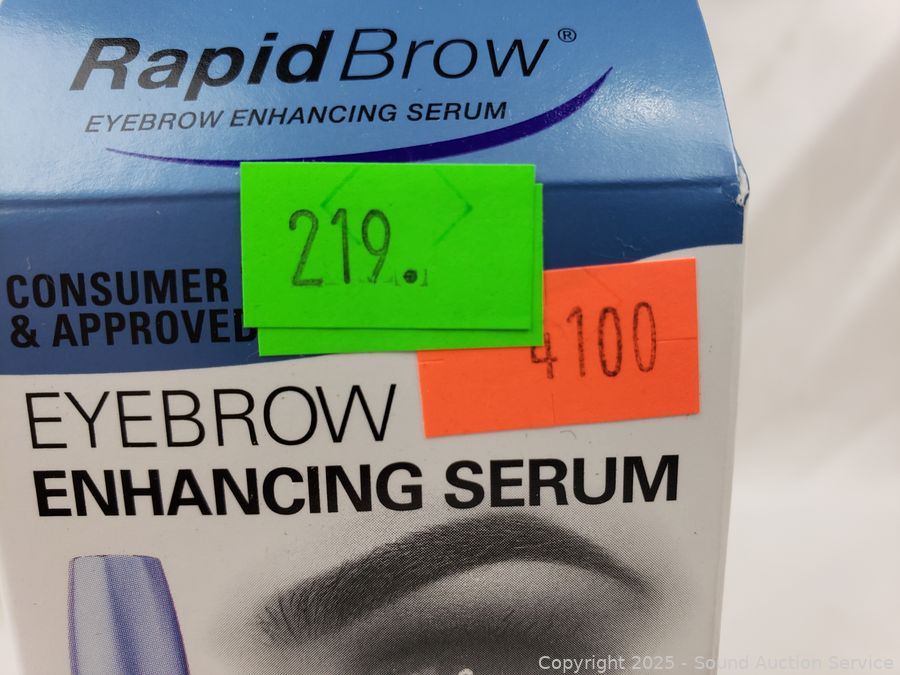 RapidBrow®
EYEBROW ENHANCING SERUM
219.
CONSUMER
& APPROVED
4100
EYEBROW
ENHANCING SERUM
Copyright 2025 - Sound Auction Service